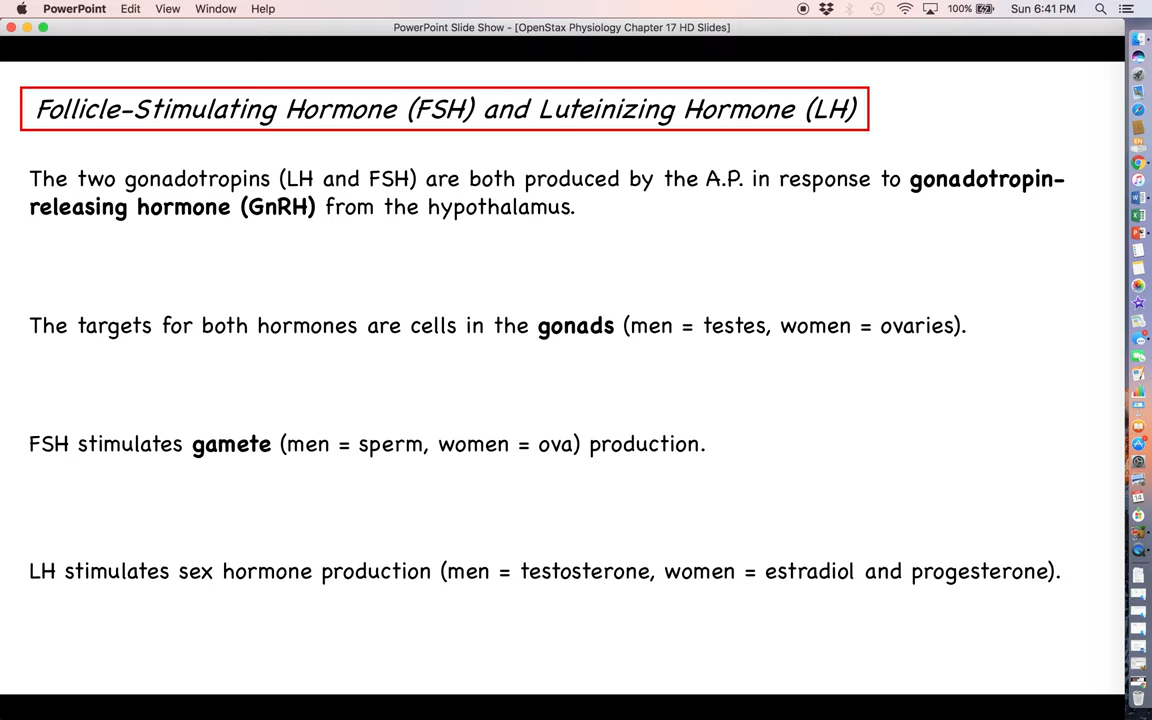 PowerPoint Edit View Window Help 100% Sun 6:41 PM
PowerPoint Slide Show - [OpenStax Physiology Chapter 17 HD Slides]
Follicle-Stimulating Hormone (FSH) and Luteinizing Hormone (LH)
The two gonadotropins (LH and FSH) are both produced by the A.P. in response to gonadotropin-
releasing hormone (GnRH) from the hypothalamus.
The targets for both hormones are cells in the gonads (men = testes, women = ovaries).
FSH stimulates gamete (men = sperm, women = ova) production.
LH stimulates sex hormone production (men = testosterone, women = estradiol and progesterone).